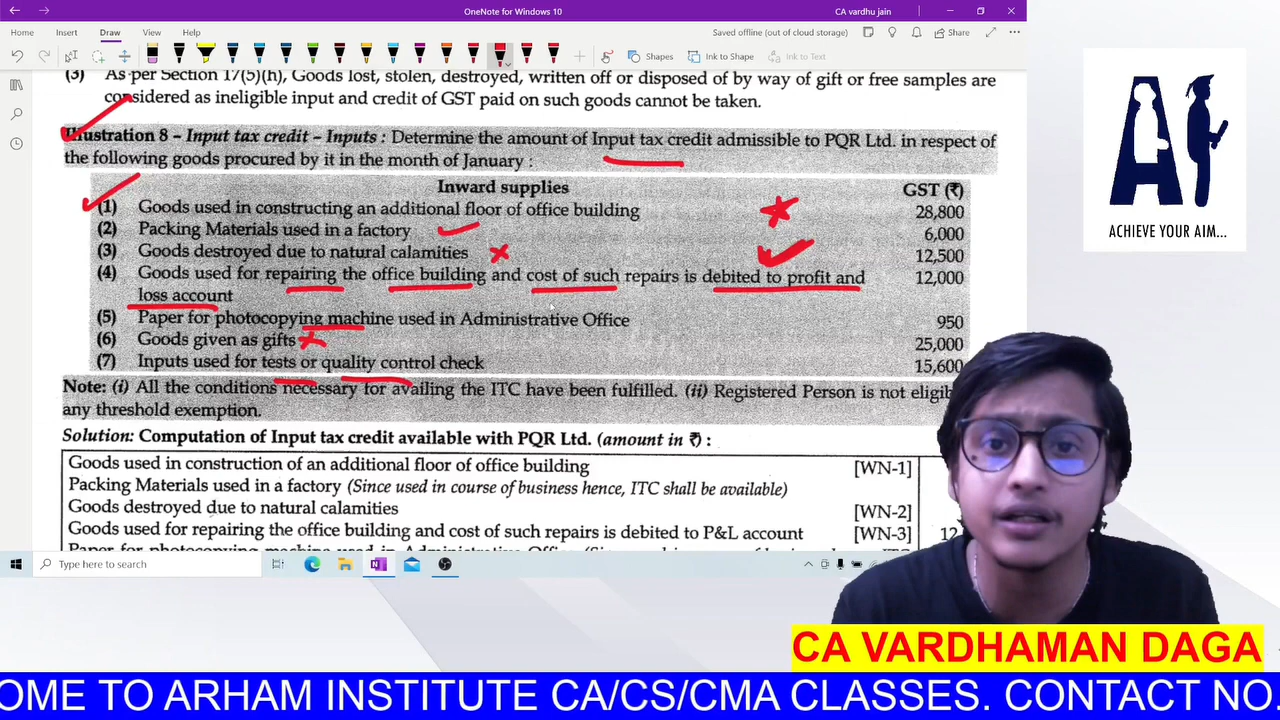 OneNote for Windows 10
CA vardhu jain
Home Insert Draw View Help
Saved offline (out of cloud storage)
Share
Shapes
Ink to Shape
Ink to Text
(3) As per Section 17(5)(h), Goods lost, stolen, destroyed, written off or disposed of by way of gift or free samples are
considered as ineligible input and credit of GST paid on such goods cannot be taken.
Illustration 8 – Input tax credit – Inputs : Determine the amount of Input tax credit admissible to PQR Ltd. in respect of
the following goods procured by it in the month of January :
Inward supplies GST (₹)
(1) Goods used in constructing an additional floor of office building 28,800
(2) Packing Materials used in a factory 6,000
(3) Goods destroyed due to natural calamities 12,500
(4) Goods used for repairing the office building and cost of such repairs is debited to profit and 12,000
loss account
(5) Paper for photocopying machine used in Administrative Office 950
(6) Goods given as gifts 25,000
(7) Inputs used for tests or quality control check 15,600
Note: (i) All the conditions necessary for availing the ITC have been fulfilled. (ii) Registered Person is not eligib
any threshold exemption.
Solution: Computation of Input tax credit available with PQR Ltd. (amount in ₹) :
Goods used in construction of an additional floor of office building [WN-1]
Packing Materials used in a factory (Since used in course of business hence, ITC shall be available)
Goods destroyed due to natural calamities [WN-2]
Goods used for repairing the office building and cost of such repairs is debited to P&L account [WN-3] 12
Type here to search
ACHIEVE YOUR AIM...
CA VARDHAMAN DAGA
OME TO ARHAM INSTITUTE CA/CS/CMA CLASSES. CONTACT NO.